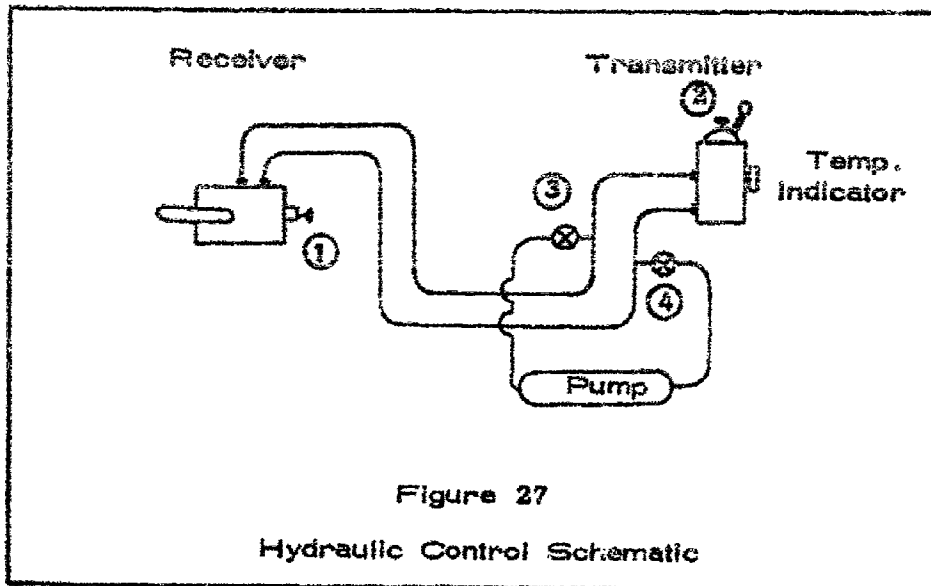 Receiver
Transmitter
2
Temp.
Indicator
3
1
4
Pump
Figure 27
Hydraulic Control Schematic